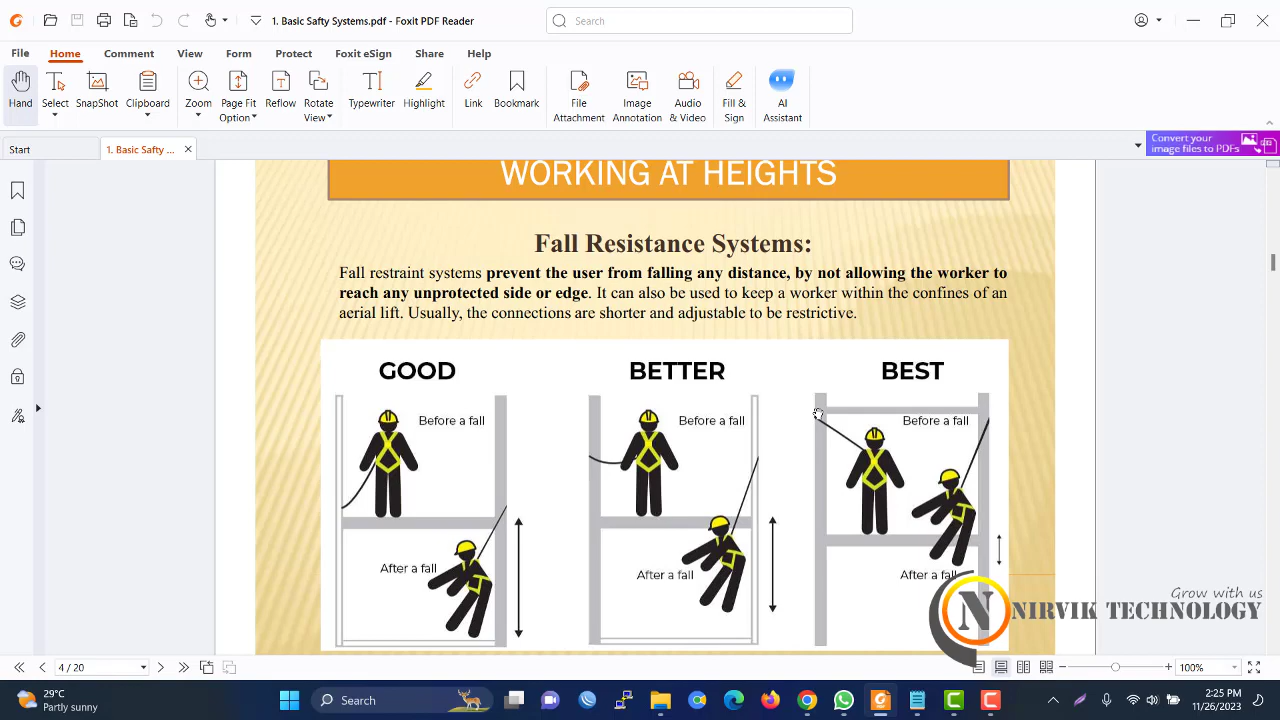 1. Basic Safty Systems.pdf - Foxit PDF Reader
Search
File Home Comment View Form Protect Foxit eSign Share Help
Hand Select SnapShot Clipboard Zoom Page Fit Option Reflow Rotate View Typewriter Highlight Link Bookmark File Attachment Image Annotation Audio & Video Fill & Sign AI Assistant
Start 1. Basic Safty ...
Convert your
image files to PDFs
WORKING AT HEIGHTS
Fall Resistance Systems:
Fall restraint systems prevent the user from falling any distance, by not allowing the worker to
reach any unprotected side or edge. It can also be used to keep a worker within the confines of an
aerial lift. Usually, the connections are shorter and adjustable to be restrictive.
GOOD BETTER BEST
Before a fall Before a fall Before a fall
After a fall After a fall After a fall
Grow with us
N NIRVIK TECHNOLOGY
4 / 20 100%
29°C
Partly sunny
Search
2:25 PM
11/26/2023